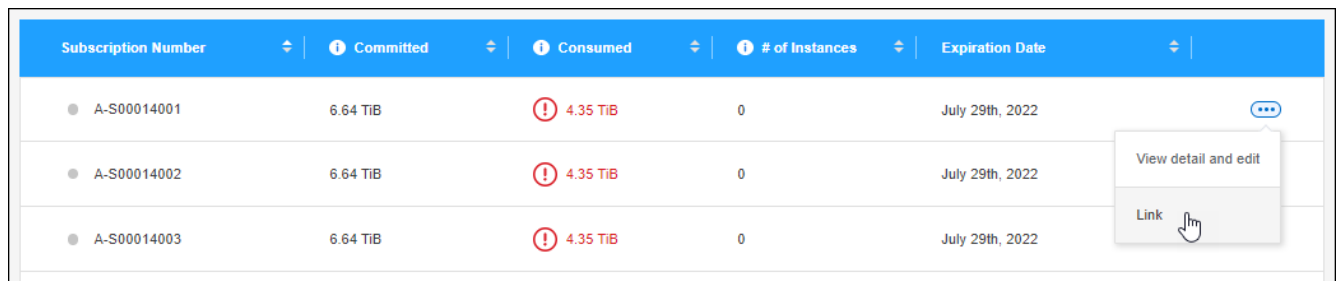 Subscription Number Committed Consumed # of Instances Expiration Date
A-S00014001 6.64 TiB 4.35 TiB 0 July 29th, 2022
View detail and edit
A-S00014002 6.64 TiB 4.35 TiB 0 July 29th, 2022
Link
A-S00014003 6.64 TiB 4.35 TiB 0 July 29th, 2022